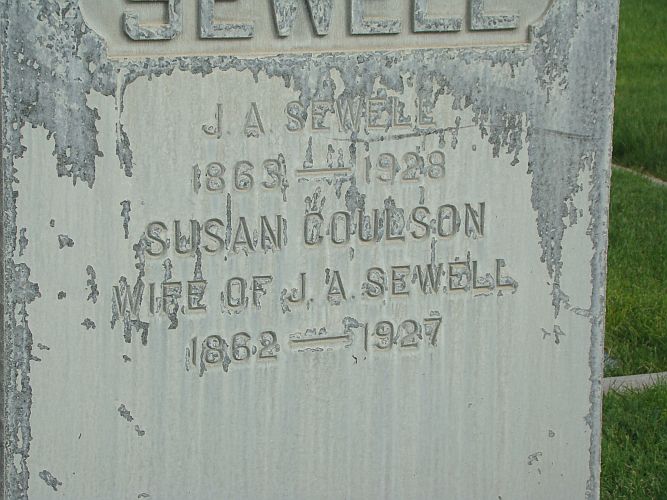 SEWELL
J. A. SEWELL
1863 — 1928
SUSAN COULSON
WIFE OF J. A. SEWELL
1862 — 1927